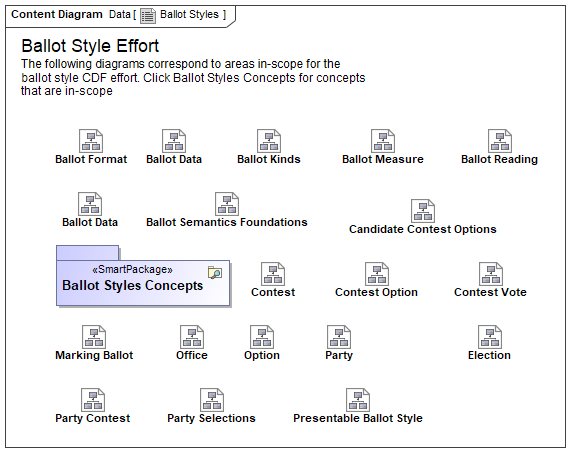 Content Diagram Data [ Ballot Styles ]
Ballot Style Effort
The following diagrams correspond to areas in-scope for the
ballot style CDF effort. Click Ballot Styles Concepts for concepts
that are in-scope
Ballot Format Ballot Data Ballot Kinds Ballot Measure Ballot Reading
Ballot Data Ballot Semantics Foundations Candidate Contest Options
«SmartPackage»
Ballot Styles Concepts
Contest Contest Option Contest Vote
Marking Ballot Office Option Party Election
Party Contest Party Selections Presentable Ballot Style